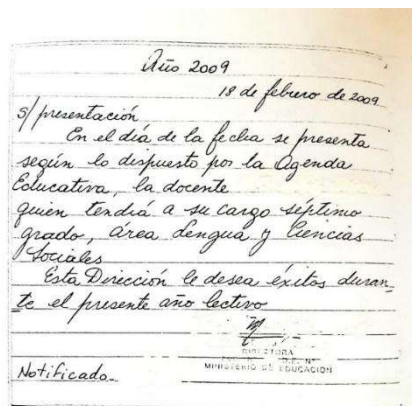 Año 2009
18 de febrero de 2009
s/ presentación
En el día de la fecha se presenta
según lo dispuesto por la Agenda
Educativa, la docente
quien tendrá a su cargo séptimo
grado, área Lengua y Ciencias
Sociales
Esta Dirección le desea éxitos duran_
te el presente año lectivo
DIRECTORA
MINISTERIO DE EDUCACIÓN
Notificado.